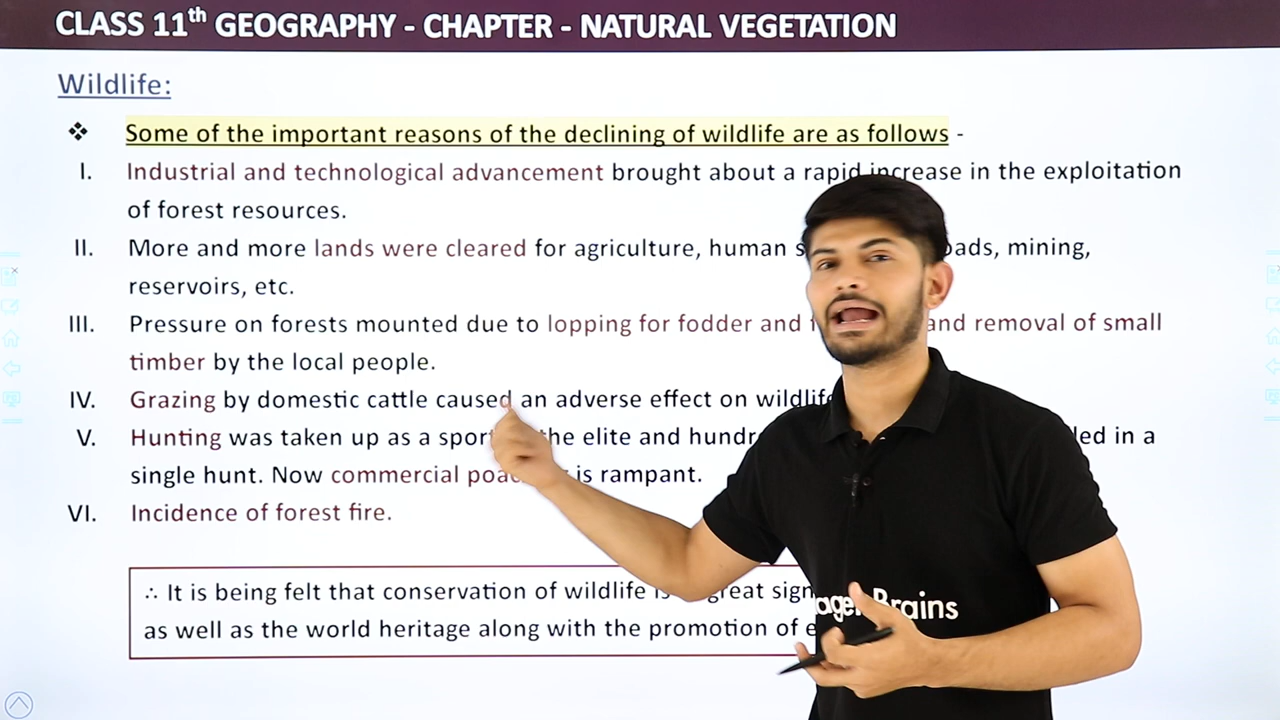 CLASS 11th GEOGRAPHY - CHAPTER - NATURAL VEGETATION
Wildlife:
❖ Some of the important reasons of the declining of wildlife are as follows -
I. Industrial and technological advancement brought about a rapid increase in the exploitation
of forest resources.
II. More and more lands were cleared for agriculture, human mining,
reservoirs, etc.
III. Pressure on forests mounted due to lopping for fodder and and removal of small
timber by the local people.
IV. Grazing by domestic cattle caused an adverse effect on
V. Hunting was taken up as a sport the elite and in a
single hunt. Now commercial is rampant.
VI. Incidence of forest fire.
∴ It is being felt that conservation of wildlife great
as well as the world heritage along with the promotion of
Brains